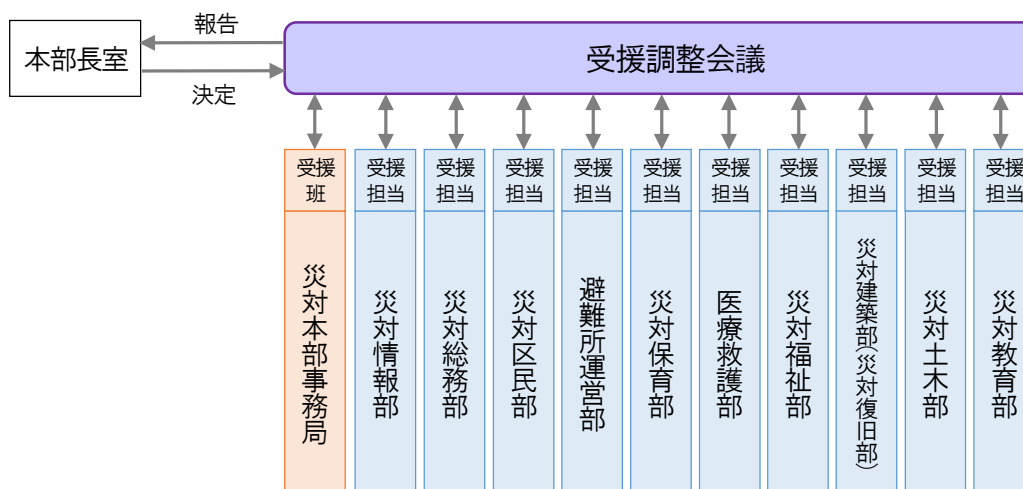 報告
本部長室
受援調整会議
決定
受援
班
災対本部事務局
受援
担当
災対情報部
受援
担当
災対総務部
受援
担当
災対区民部
受援
担当
避難所運営部
受援
担当
災対保育部
受援
担当
医療救護部
受援
担当
災対福祉部
受援
担当
災対建築部(災対復旧部)
受援
担当
災対土木部
受援
担当
災対教育部